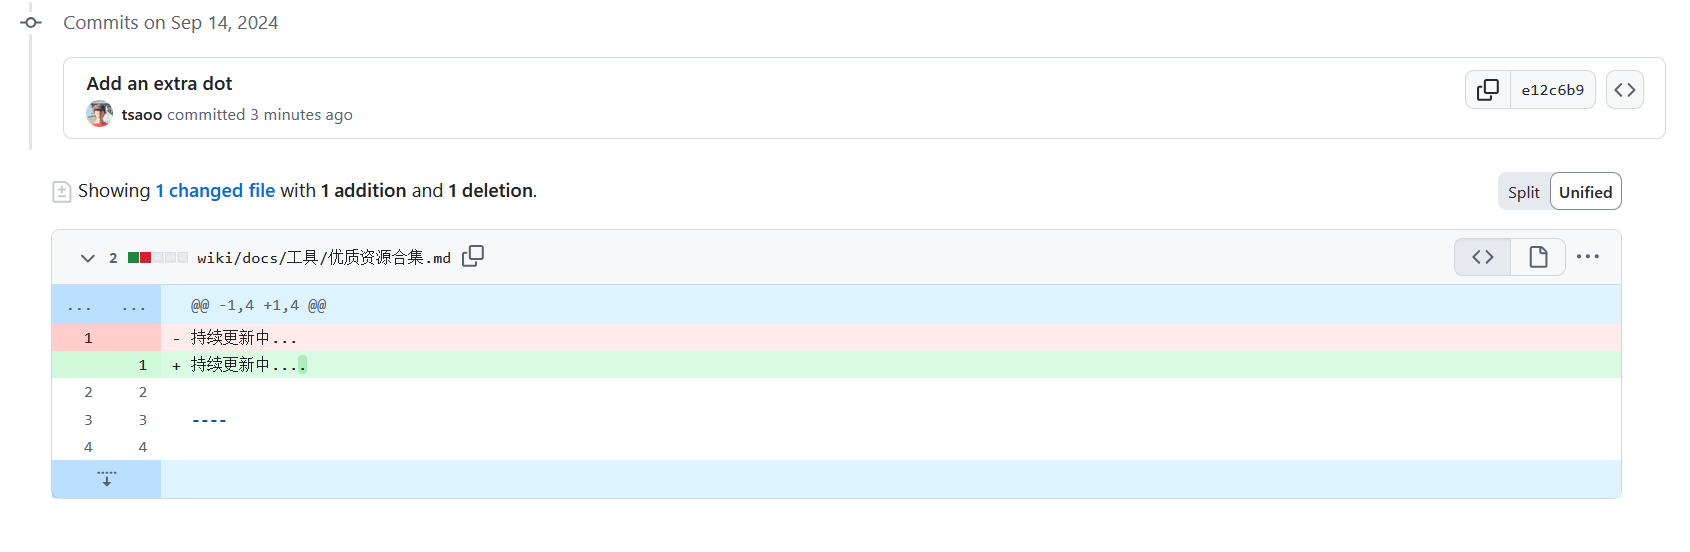 Commits on Sep 14, 2024
Add an extra dot
tsaoo committed 3 minutes ago
e12c6b9
Showing 1 changed file with 1 addition and 1 deletion.
Split Unified
2 wiki/docs/工具/优质资源合集.md
... ... @@ -1,4 +1,4 @@
1 - 持续更新中...
1 + 持续更新中....
2 2
3 3 ----
4 4